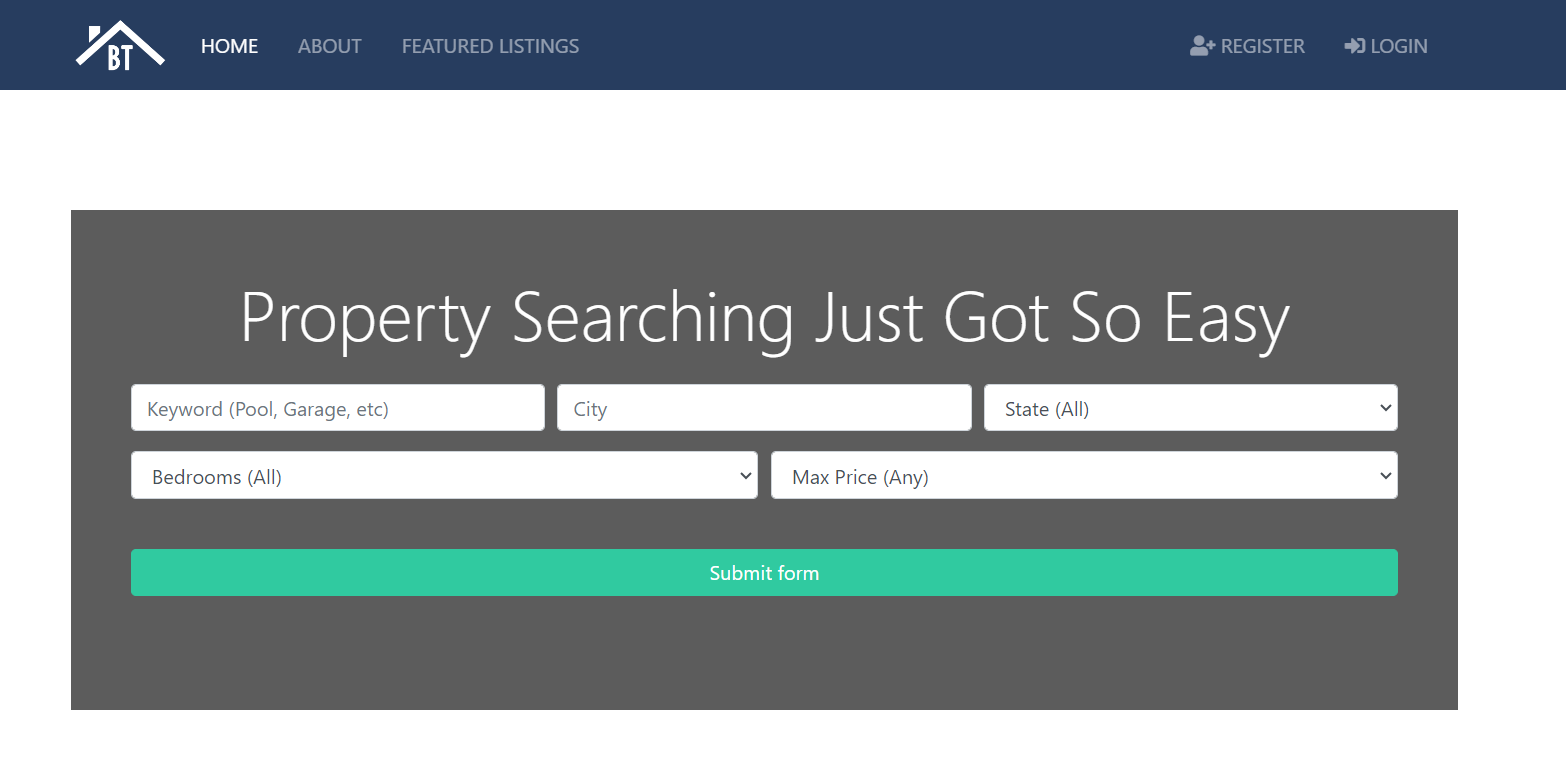 BT HOME ABOUT FEATURED LISTINGS REGISTER LOGIN
Property Searching Just Got So Easy
Keyword (Pool, Garage, etc) City State (All)
Bedrooms (All) Max Price (Any)
Submit form